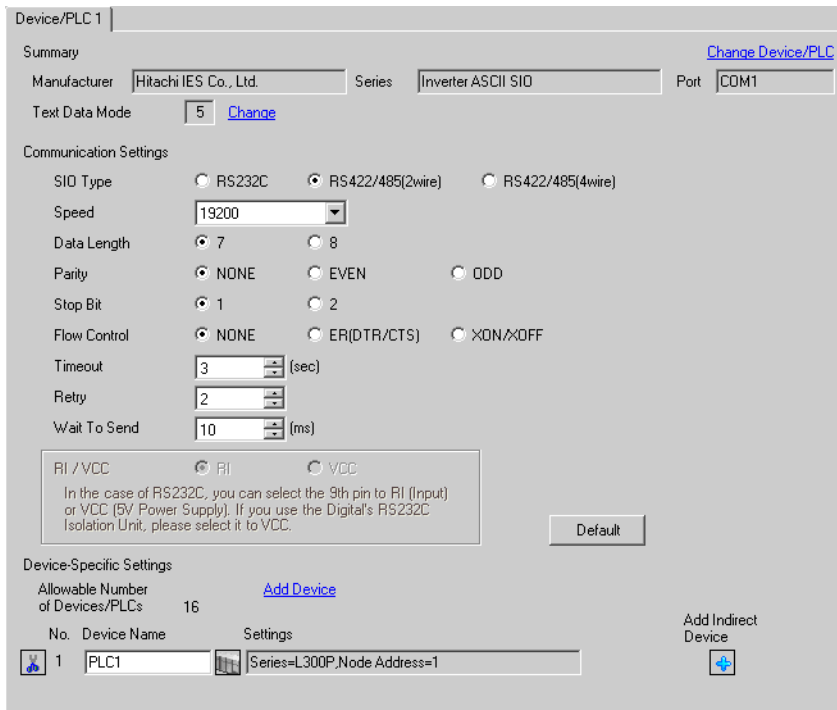 Device/PLC 1
Summary
Change Device/PLC
Manufacturer Hitachi IES Co., Ltd. Series Inverter ASCII SIO Port COM1
Text Data Mode 5 Change
Communication Settings
SIO Type RS232C RS422/485(2wire) RS422/485(4wire)
Speed 19200
Data Length 7 8
Parity NONE EVEN ODD
Stop Bit 1 2
Flow Control NONE ER(DTR/CTS) XON/XOFF
Timeout 3 (sec)
Retry 2
Wait To Send 10 (ms)
RI / VCC RI VCC
In the case of RS232C, you can select the 9th pin to RI (Input)
or VCC (5V Power Supply). If you use the Digital's RS232C
Isolation Unit, please select it to VCC.
Default
Device-Specific Settings
Allowable Number
of Devices/PLCs 16
Add Device
Add Indirect
Device
No. Device Name Settings
1 PLC1 Series=L300P,Node Address=1